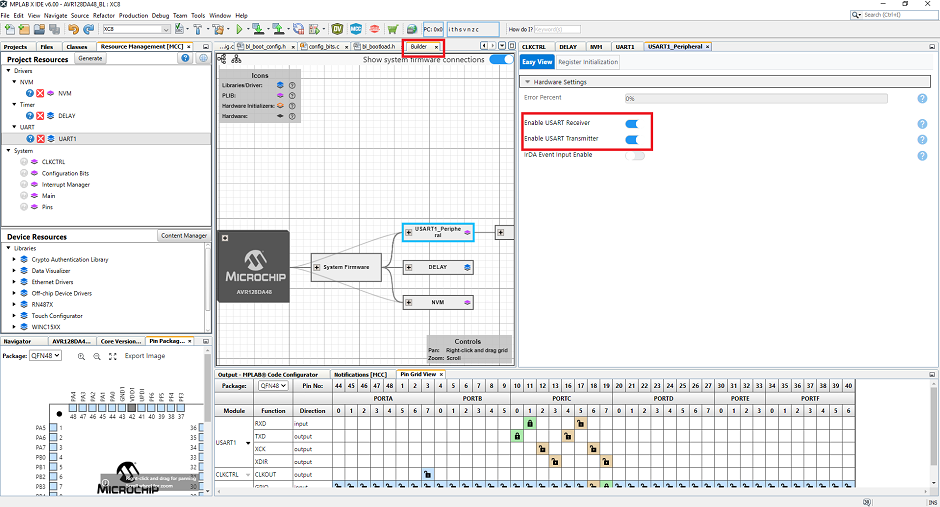 MPLAB X IDE v6.00 - AVR128DA48_BL : XC8
File Edit View Navigate Source Refactor Production Debug Team Tools Window Help
Search (Ctrl+I)
XC8
PC: 0x0
How do I?
Keyword(s)
Projects Files Classes Resource Management [MCC] ×
Project Resources Generate
Drivers
NVM
NVM
Timer
DELAY
UART
UART1
System
CLKCTRL
Configuration Bits
Interrupt Manager
Main
Pins
Device Resources Content Manager
Libraries
Crypto Authentication Library
Data Visualizer
Ethernet Drivers
Off-chip Device Drivers
RN487X
Touch Configurator
WINC15XX
Navigator AVR128DA4... Core Version... Pin Packag... ×
Package: QFN48 Export Image
PA4 PA3 PA2 PA1 PA0 GND1 VDD1 UPDI PF6 PF5 PF4 PF3
48 47 46 45 44 43 42 41 40 39 38 37
PA5 1 36
PA6 2 35
PA7 3 34
PB0 4 33
PB1 5 32
PB2 6 31
PB3 7 30
MICROCHIP
Right-click and drag for panning
bl_boot_config.h × config_bits.c × bl_bootload.h × Builder ×
Show system firmware connections
Icons
Libraries/Driver:
PLIB:
Hardware Initializers:
Hardware:
MICROCHIP
AVR128DA48
System Firmware
USART1_Periphe
ral
DELAY
NVM
Controls
Pan: Right-click and drag grid
Zoom: Scroll
CLKCTRL DELAY NVM UART1 USART1_Peripheral ×
Easy View Register Initialization
Hardware Settings
Error Percent 0%
Enable USART Receiver
Enable USART Transmitter
IrDA Event Input Enable
Output - MPLAB® Code Configurator Notifications [MCC] Pin Grid View ×
Package: QFN48 Pin No: 44 45 46 47 48 1 2 3 4 5 6 7 8 9 10 11 12 13 16 17 18 19 20 21 22 23 24 25 26 27 30 31 32 33 34 35 36 37 38 39 40
PORTA PORTB PORTC PORTD PORTE PORTF
Module Function Direction 0 1 2 3 4 5 6 7 0 1 2 3 4 5 0 1 2 3 4 5 6 7 0 1 2 3 4 5 6 7 0 1 2 3 0 1 2 3 4 5 6
USART1
RXD input
TXD output
XCK output
XDIR output
CLKCTRL CLKOUT output
INS